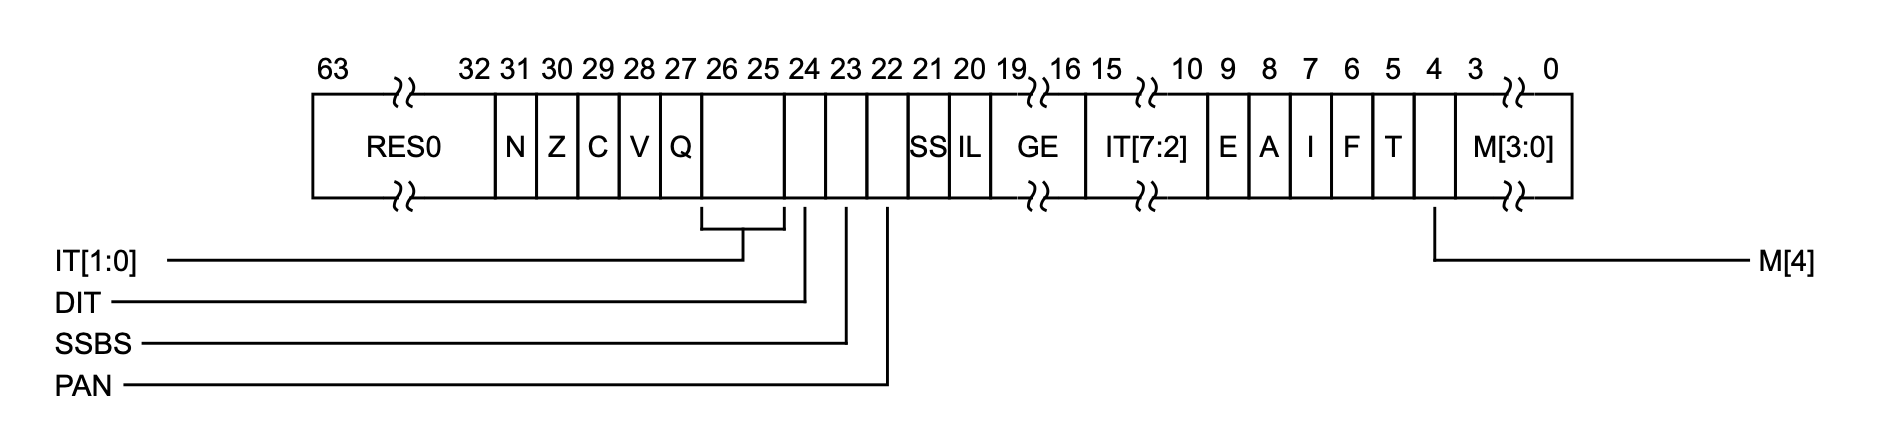 63 32 31 30 29 28 27 26 25 24 23 22 21 20 19 16 15 10 9 8 7 6 5 4 3 0
RES0 N Z C V Q SS IL GE IT[7:2] E A I F T M[3:0]
IT[1:0] M[4]
DIT
SSBS
PAN